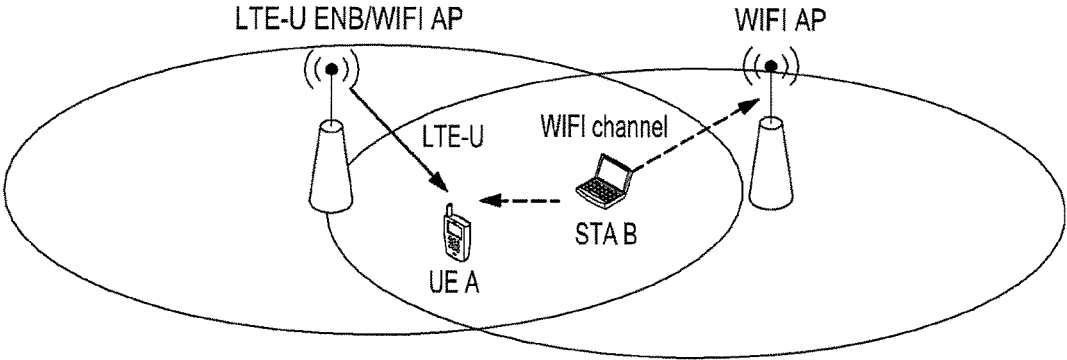 LTE-U ENB/WIFI AP
WIFI AP
LTE-U
WIFI channel
STA B
UE A